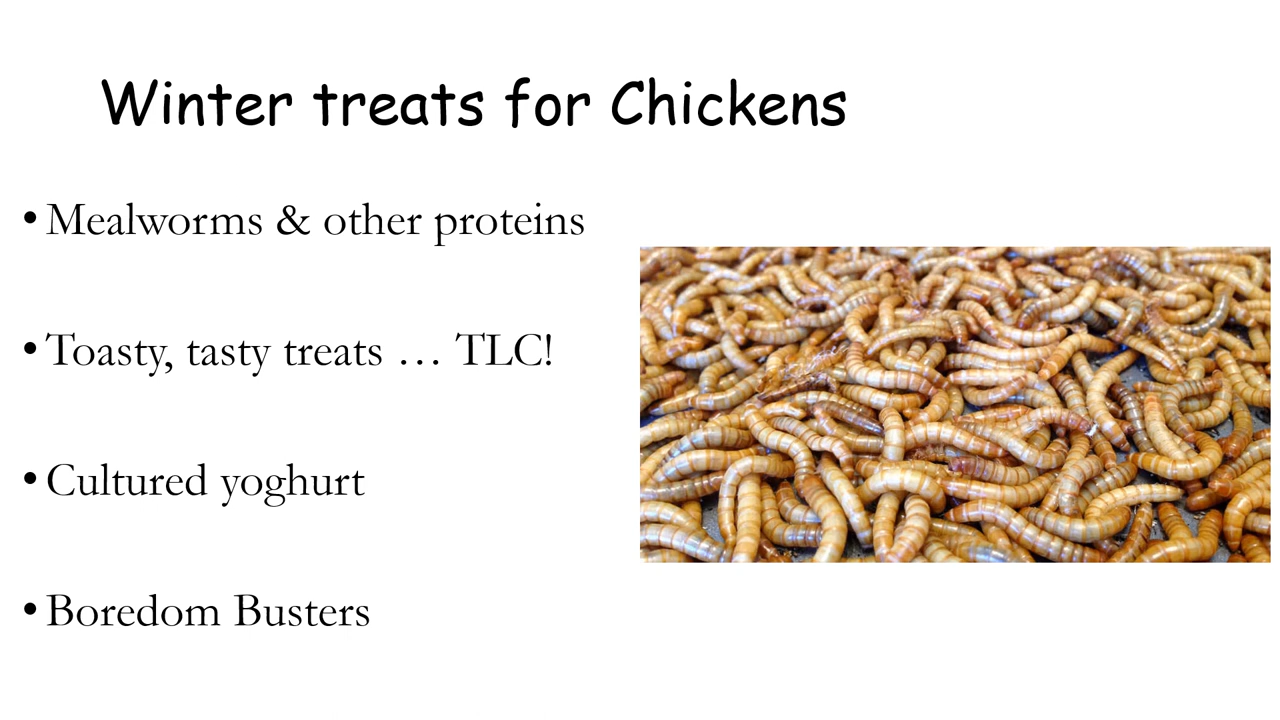 Winter treats for Chickens
• Mealworms & other proteins
• Toasty, tasty treats … TLC!
• Cultured yoghurt
• Boredom Busters